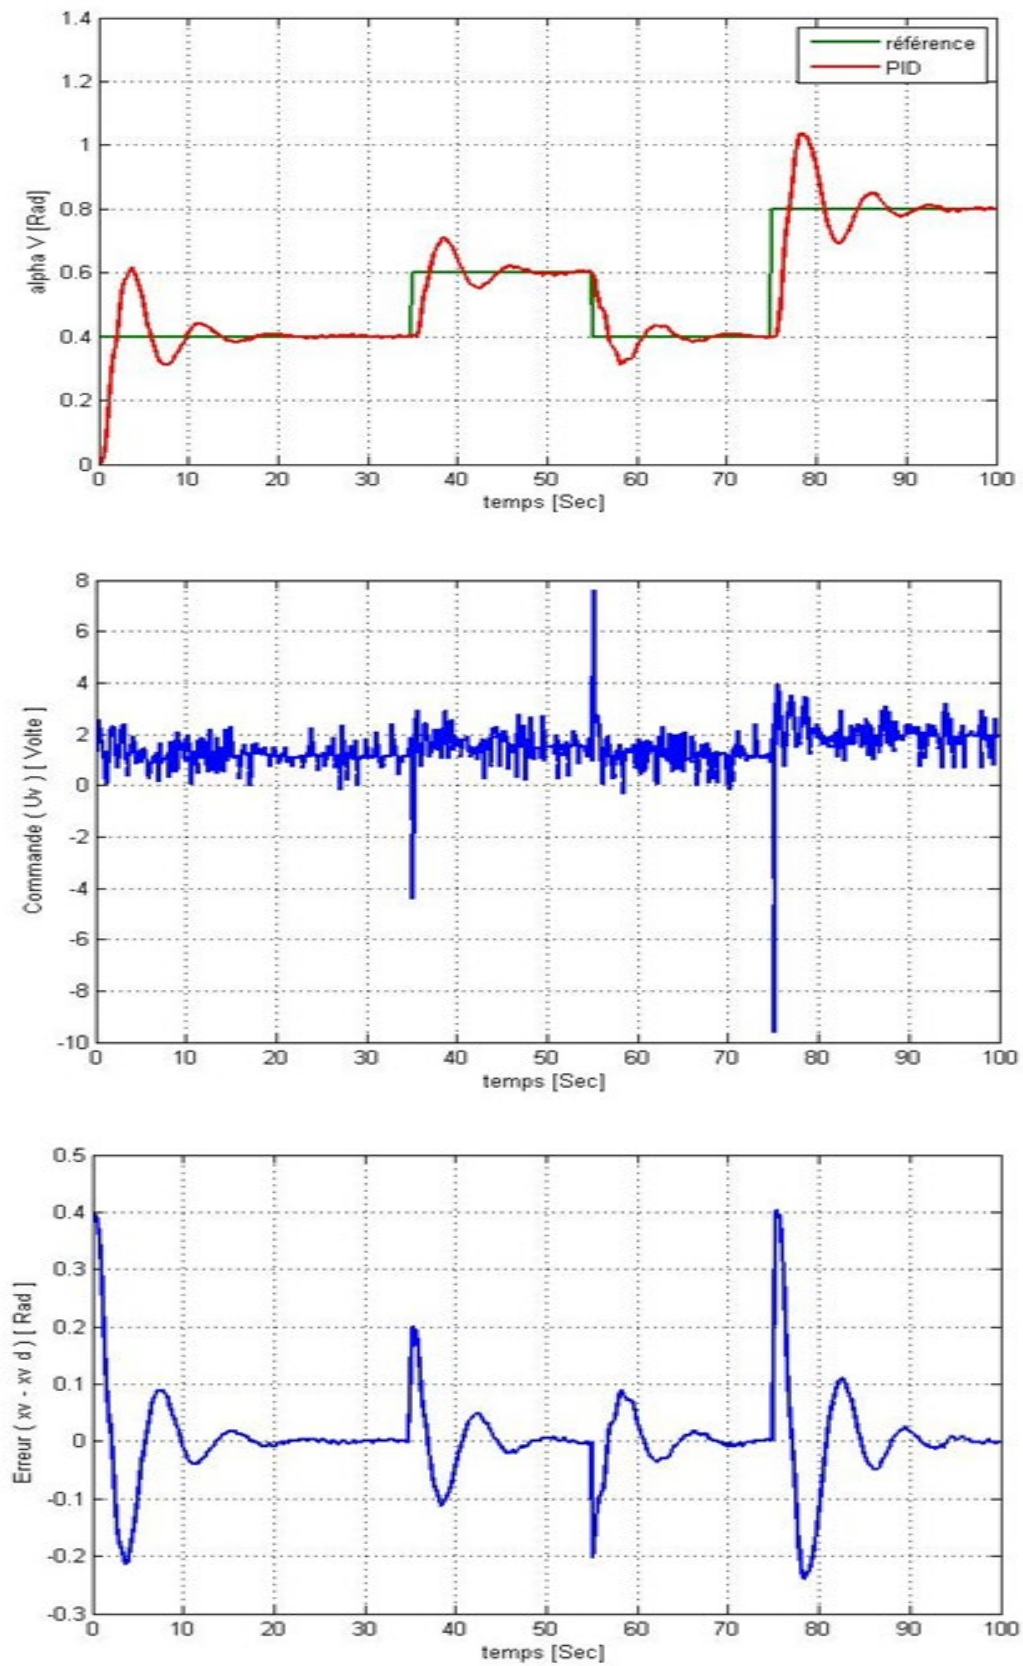 1.4
référence
PID
1.2
1
0.8
0.6
0.4
0.2
0
alpha V [Rad]
0 10 20 30 40 50 60 70 80 90 100
temps [Sec]
8
6
4
2
0
-2
-4
-6
-8
-10
Commande ( Uv ) [ Volte ]
0 10 20 30 40 50 60 70 80 90 100
temps [Sec]
0.5
0.4
0.3
0.2
0.1
0
-0.1
-0.2
-0.3
Erreur ( xv - xv d ) [ Rad ]
0 10 20 30 40 50 60 70 80 90 100
temps [Sec]